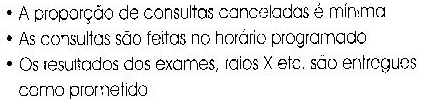 • A proporção de consultas canceladas é mínima
• As consultas são feitas no horário programado
• Os resultados dos exames, raios X etc. são entregues
como prometido